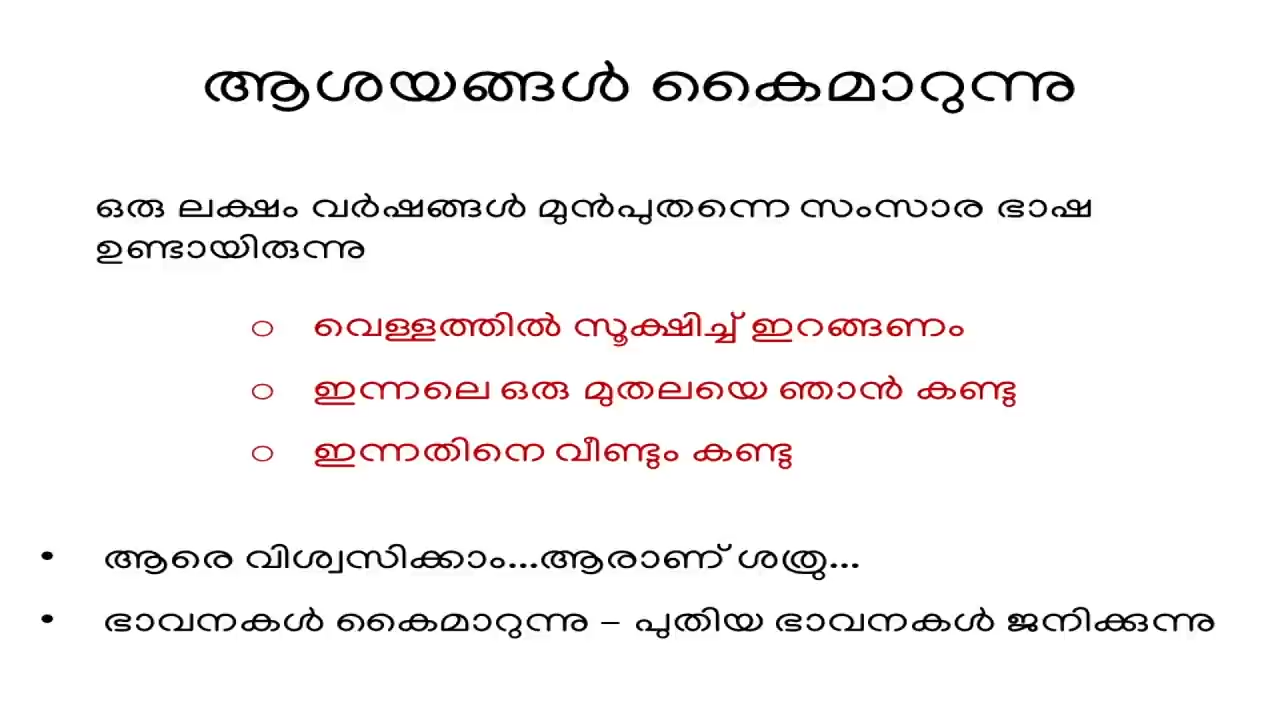 ആശയങ്ങൾ കൈമാറുന്നു
ഒരു ലക്ഷം വർഷങ്ങൾ മുൻപുതന്നെ സംസാര ഭാഷ
ഉണ്ടായിരുന്നു
○ വെള്ളത്തിൽ സൂക്ഷിച്ച് ഇറങ്ങണം
○ ഇന്നലെ ഒരു മുതലയെ ഞാൻ കണ്ടു
○ ഇന്നതിനെ വീണ്ടും കണ്ടു
• ആരെ വിശ്വസിക്കാം...ആരാണ് ശത്രു...
• ഭാവനകൾ കൈമാറുന്നു – പുതിയ ഭാവനകൾ ജനിക്കുന്നു